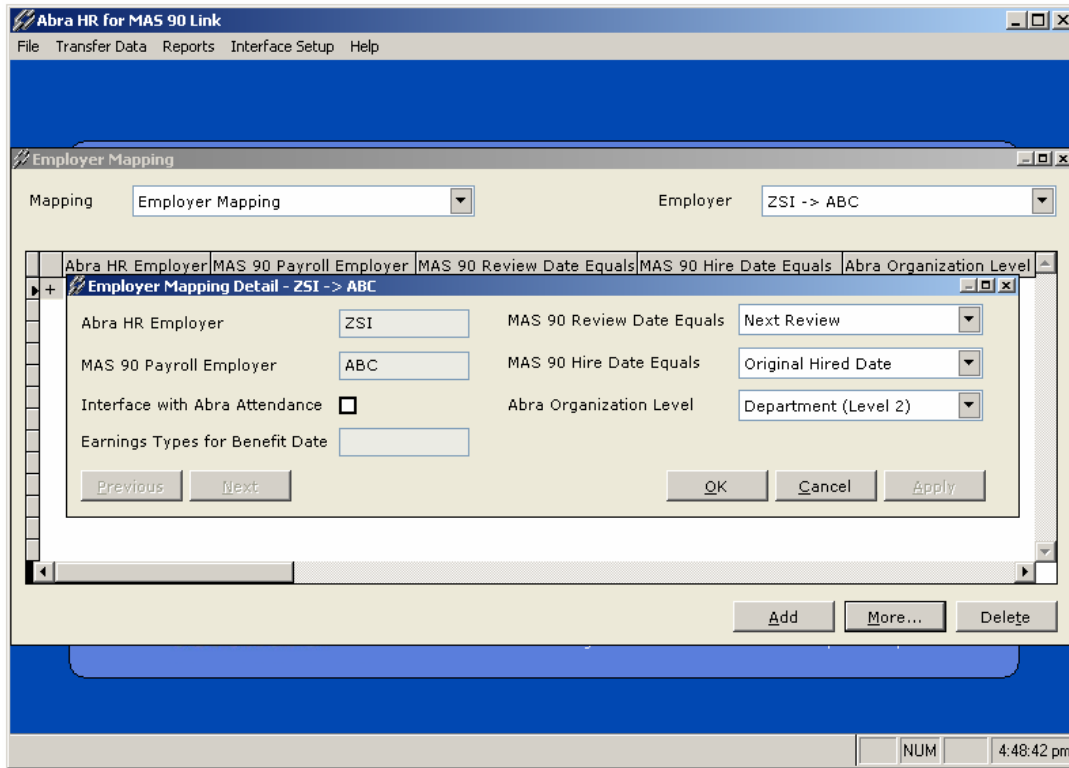 Abra HR for MAS 90 Link
File Transfer Data Reports Interface Setup Help
Employer Mapping
Mapping Employer Mapping Employer ZSI -> ABC
Abra HR Employer MAS 90 Payroll Employer MAS 90 Review Date Equals MAS 90 Hire Date Equals Abra Organization Level
+ Employer Mapping Detail - ZSI -> ABC
Abra HR Employer ZSI MAS 90 Review Date Equals Next Review
MAS 90 Payroll Employer ABC MAS 90 Hire Date Equals Original Hired Date
Interface with Abra Attendance Abra Organization Level Department (Level 2)
Earnings Types for Benefit Date
Previous Next OK Cancel Apply
Add More... Delete
NUM 4:48:42 pm